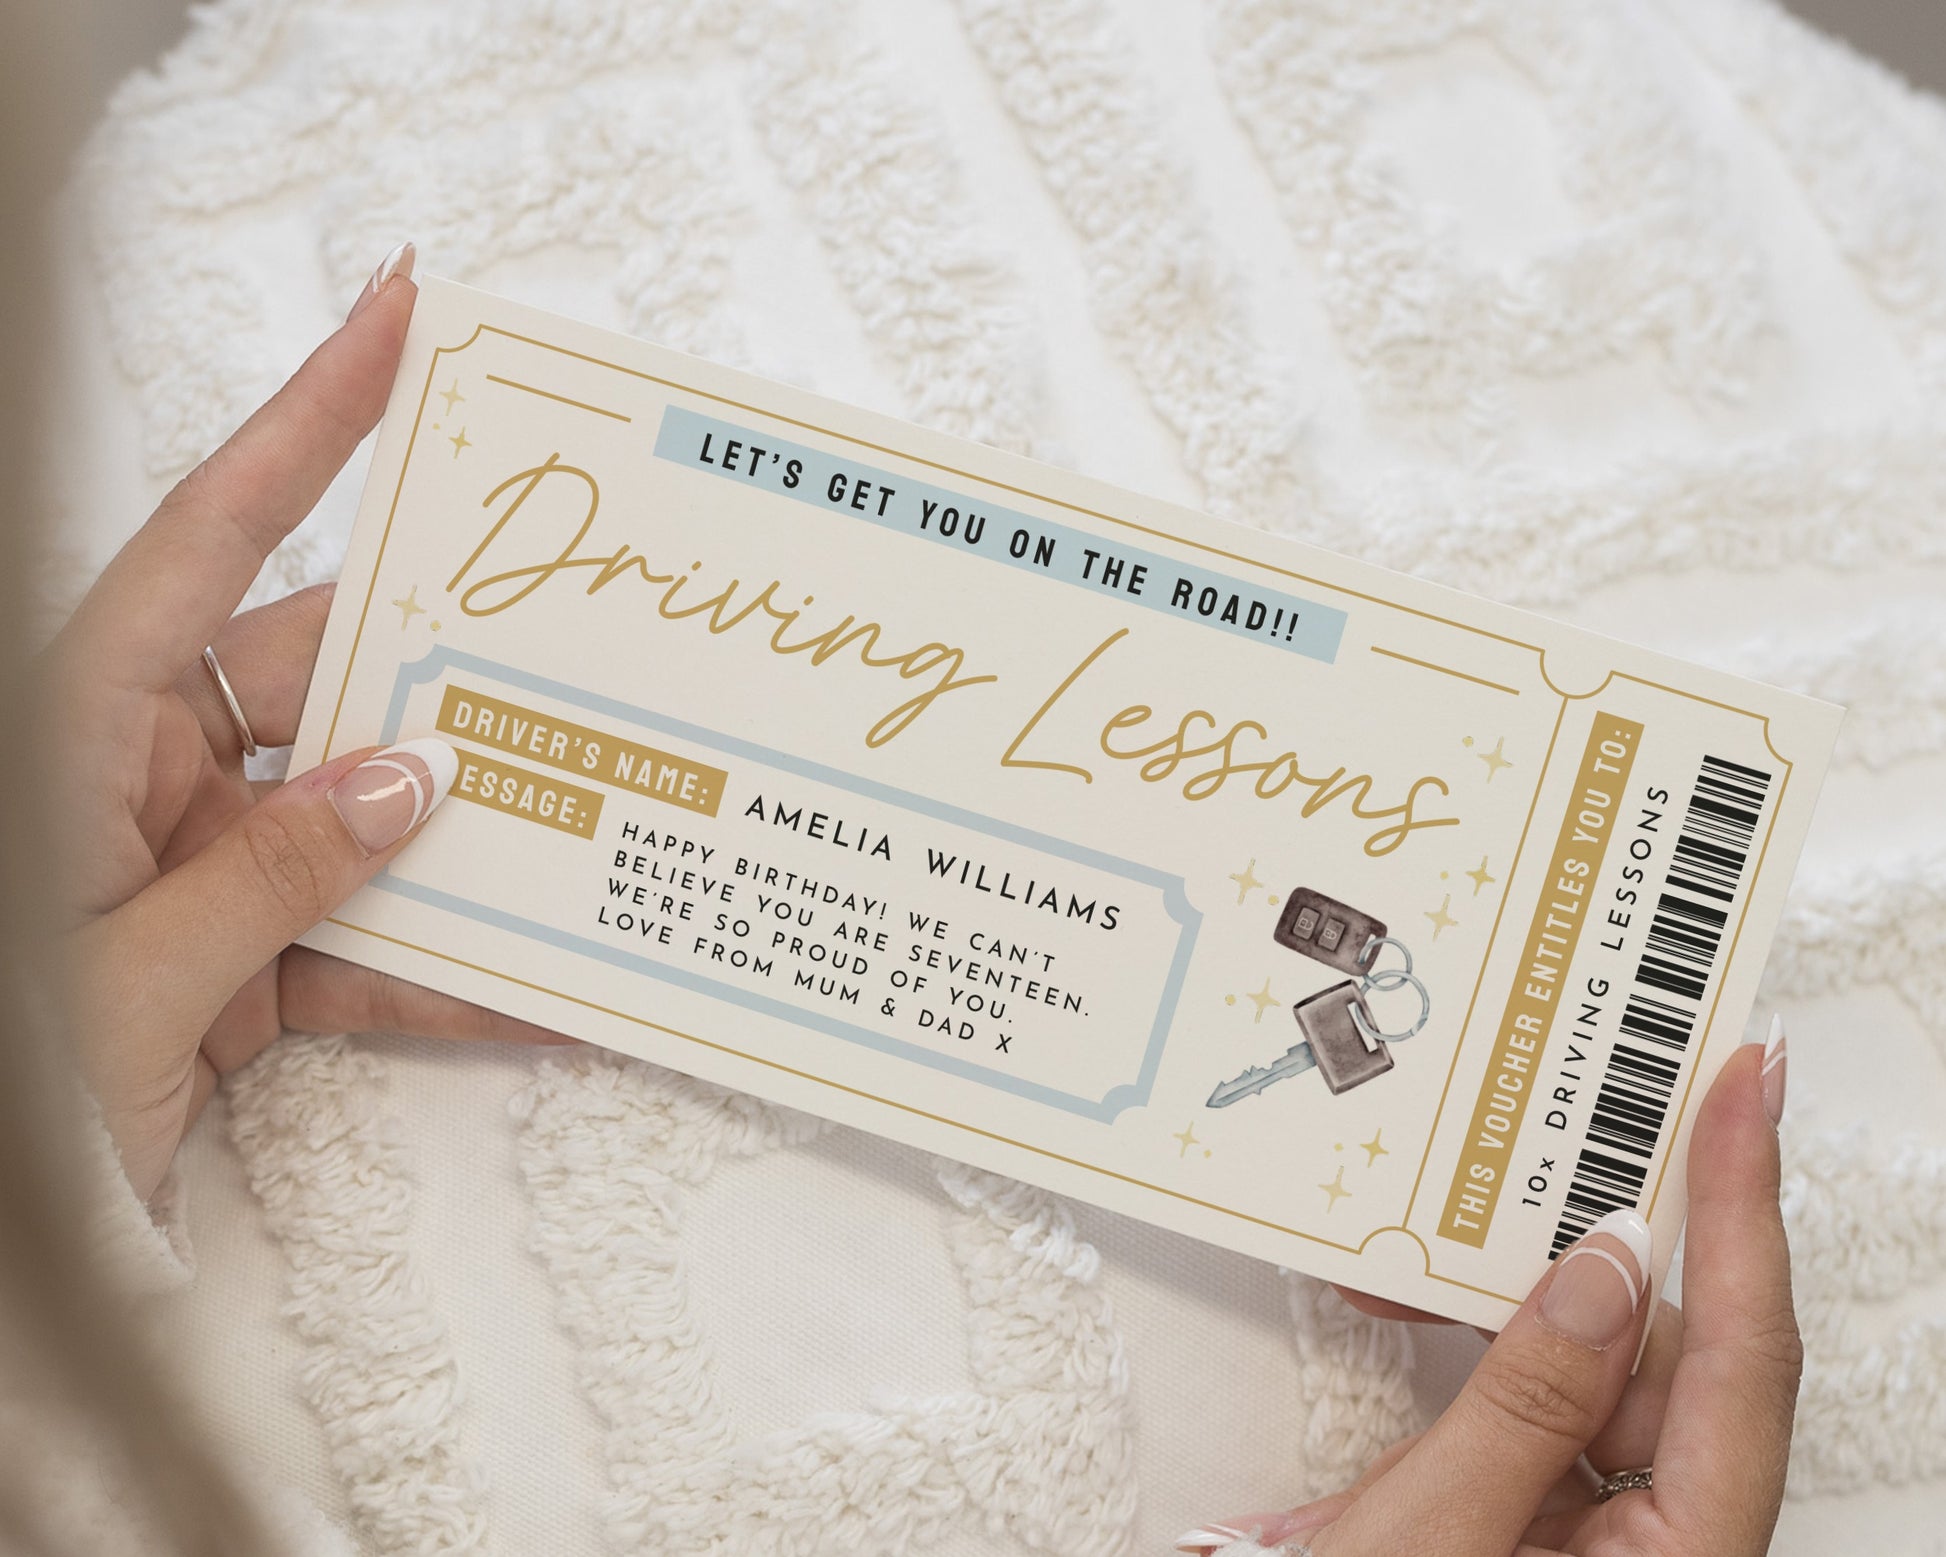 LET'S GET YOU ON THE ROAD!!
Driving Lessons
DRIVER'S NAME: AMELIA WILLIAMS
ESSAGE: HAPPY BIRTHDAY! WE CAN'T
BELIEVE YOU ARE SEVENTEEN.
WE'RE SO PROUD OF YOU.
LOVE FROM MUM & DAD X
THIS VOUCHER ENTITLES YOU TO:
10x DRIVING LESSONS